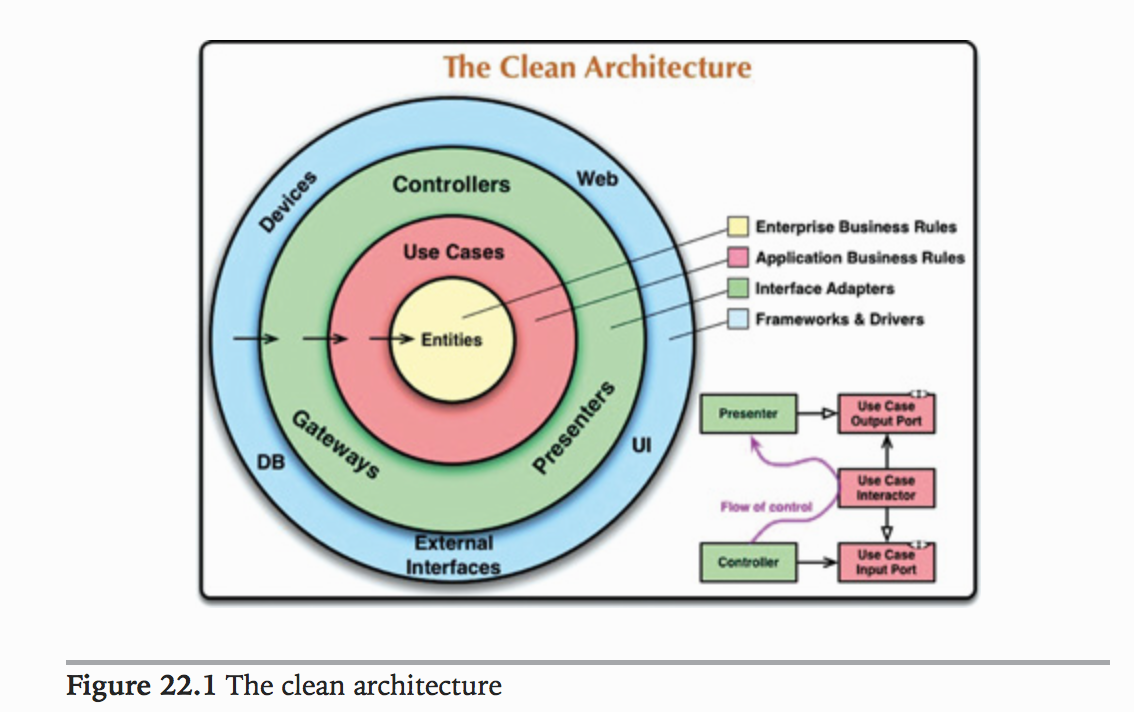 The Clean Architecture
Devices
Web
Controllers
Use Cases
Entities
Gateways
Presenters
DB
UI
External
Interfaces
Enterprise Business Rules
Application Business Rules
Interface Adapters
Frameworks & Drivers
Presenter
Use Case
Output Port
<I>
Use Case
Interactor
Flow of control
Controller
Use Case
Input Port
<I>
Figure 22.1 The clean architecture